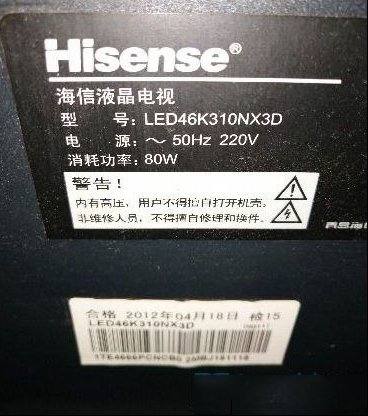 Hisense®
海信液晶电视
型 号: LED46K310NX3D
电 源: ～ 50Hz 220V
消耗功率: 80W
警告！
内有高压，用户不得擅自打开机壳。
非维修人员，不得擅自修理和换件。
合格 2012年04月18日 检15
LED46K310NX3D